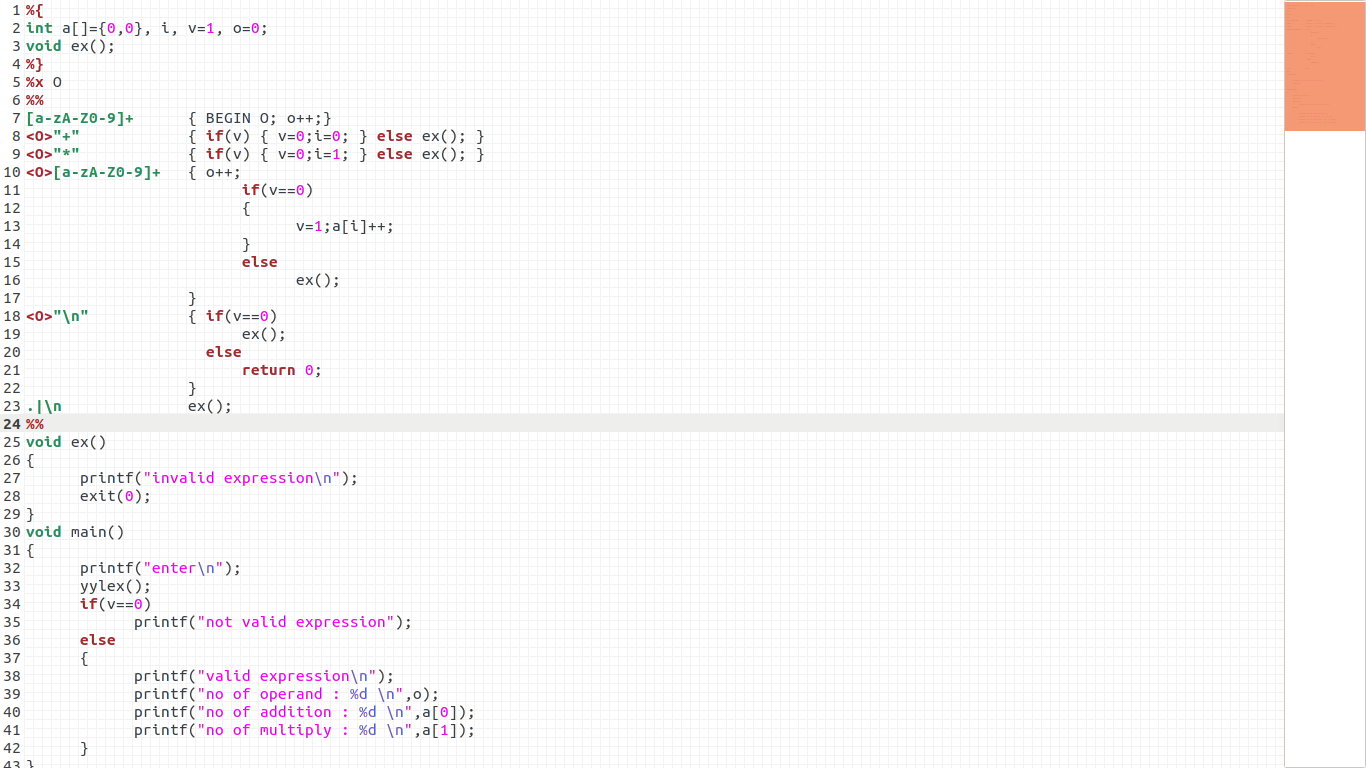 1 %{
2 int a[]={0,0}, i, v=1, o=0;
3 void ex();
4 %}
5 %x O
6 %%
7 [a-zA-Z0-9]+ { BEGIN O; o++;}
8 <O>"+" { if(v) { v=0;i=0; } else ex(); }
9 <O>"*" { if(v) { v=0;i=1; } else ex(); }
10 <O>[a-zA-Z0-9]+ { o++;
11 if(v==0)
12 {
13 v=1;a[i]++;
14 }
15 else
16 ex();
17 }
18 <O>"\n" { if(v==0)
19 ex();
20 else
21 return 0;
22 }
23 .|\n ex();
24 %%
25 void ex()
26 {
27 printf("invalid expression\n");
28 exit(0);
29 }
30 void main()
31 {
32 printf("enter\n");
33 yylex();
34 if(v==0)
35 printf("not valid expression");
36 else
37 {
38 printf("valid expression\n");
39 printf("no of operand : %d \n",o);
40 printf("no of addition : %d \n",a[0]);
41 printf("no of multiply : %d \n",a[1]);
42 }
43 }